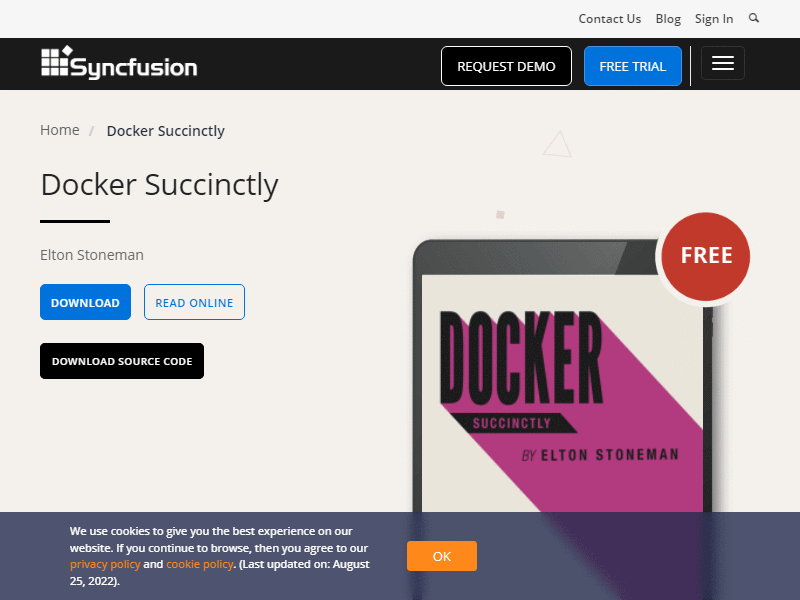 Contact Us Blog Sign In
Syncfusion
REQUEST DEMO
FREE TRIAL
Home / Docker Succinctly
Docker Succinctly
Elton Stoneman
DOWNLOAD
READ ONLINE
DOWNLOAD SOURCE CODE
FREE
DOCKER
SUCCINCTLY
BY ELTON STONEMAN
We use cookies to give you the best experience on our
website. If you continue to browse, then you agree to our
privacy policy and cookie policy. (Last updated on: August
25, 2022).
OK